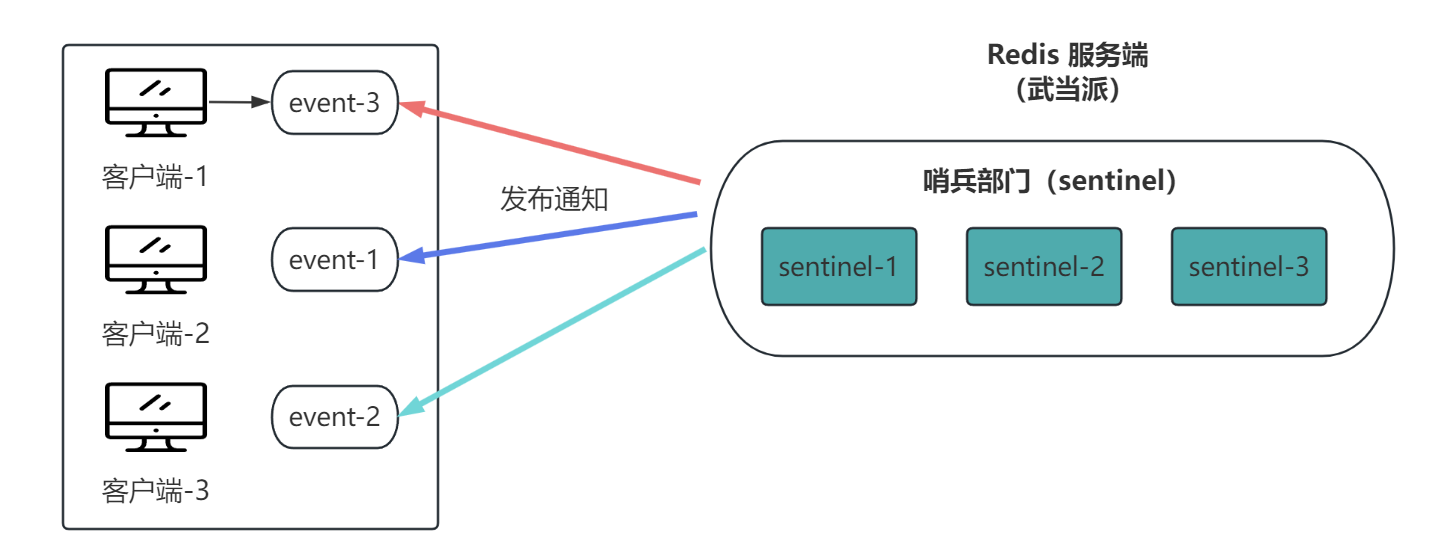 Redis 服务端
（武当派）
event-3
客户端-1
发布通知
哨兵部门（sentinel）
event-1
sentinel-1
sentinel-2
sentinel-3
客户端-2
event-2
客户端-3